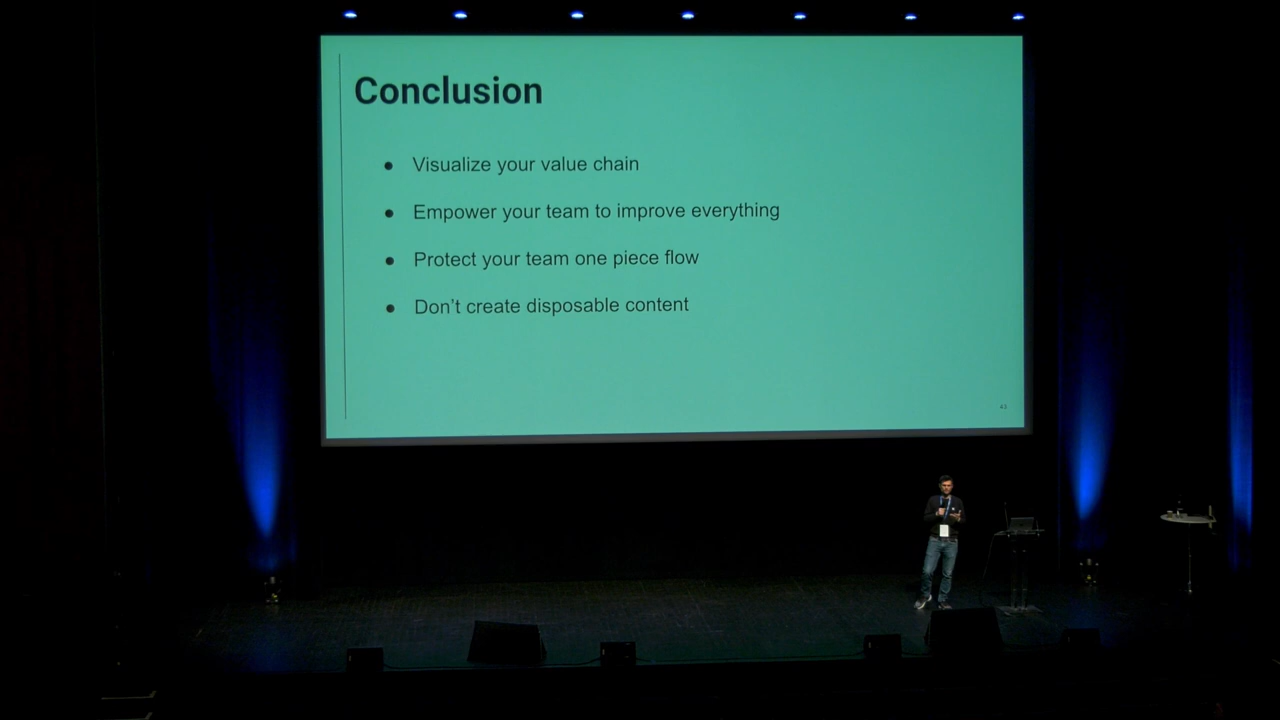 Conclusion
● Visualize your value chain
● Empower your team to improve everything
● Protect your team one piece flow
● Don't create disposable content
43